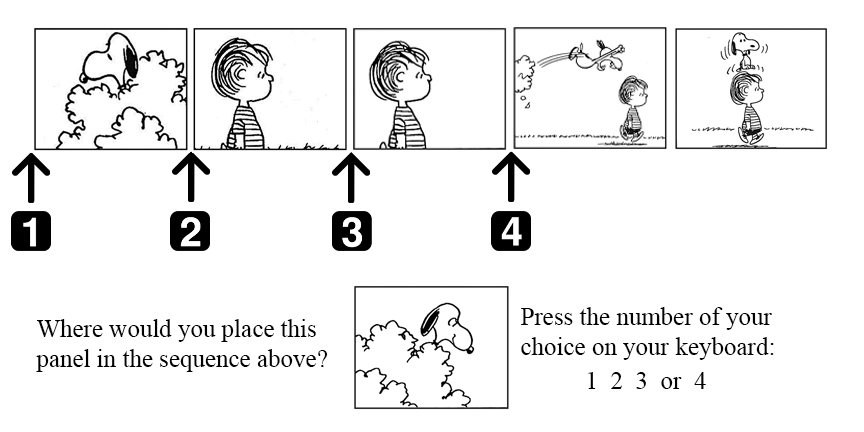 1 2 3 4
Where would you place this
panel in the sequence above?
Press the number of your
choice on your keyboard:
1 2 3 or 4